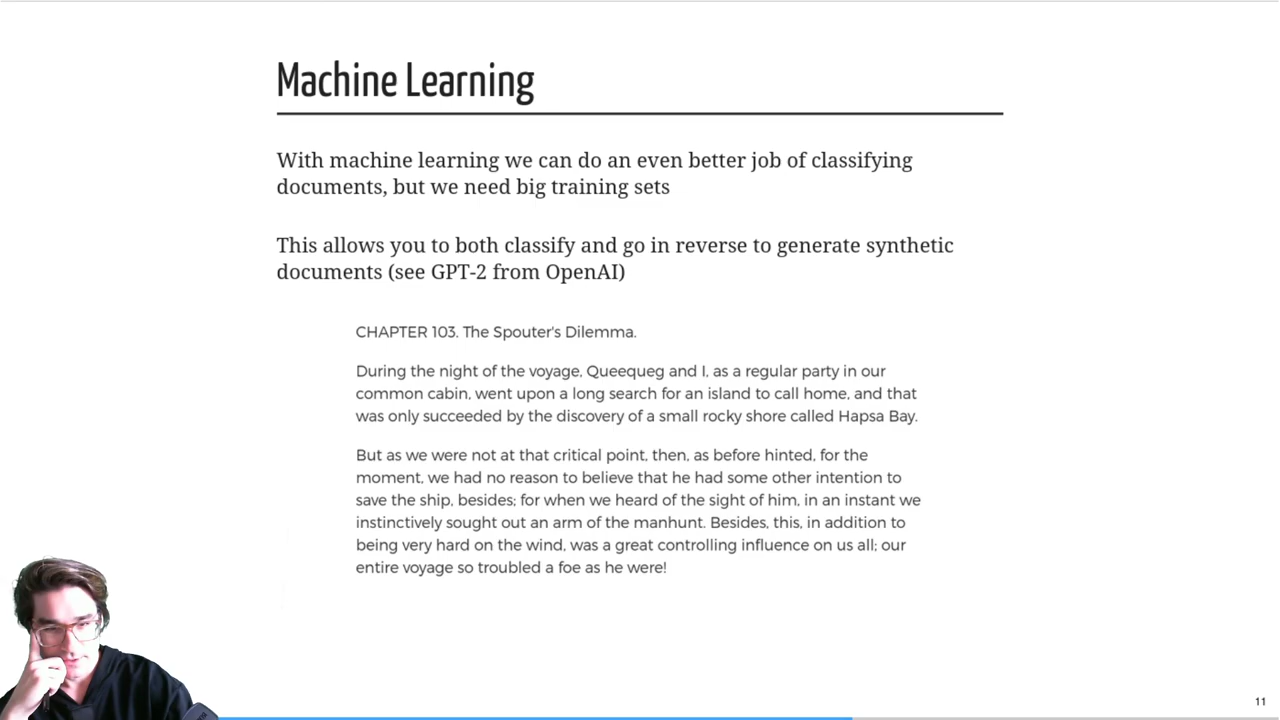 Machine Learning
With machine learning we can do an even better job of classifying
documents, but we need big training sets
This allows you to both classify and go in reverse to generate synthetic
documents (see GPT-2 from OpenAI)
CHAPTER 103. The Spouter's Dilemma.
During the night of the voyage, Queequeg and I, as a regular party in our
common cabin, went upon a long search for an island to call home, and that
was only succeeded by the discovery of a small rocky shore called Hapsa Bay.
But as we were not at that critical point, then, as before hinted, for the
moment, we had no reason to believe that he had some other intention to
save the ship, besides; for when we heard of the sight of him, in an instant we
instinctively sought out an arm of the manhunt. Besides, this, in addition to
being very hard on the wind, was a great controlling influence on us all; our
entire voyage so troubled a foe as he were!
11